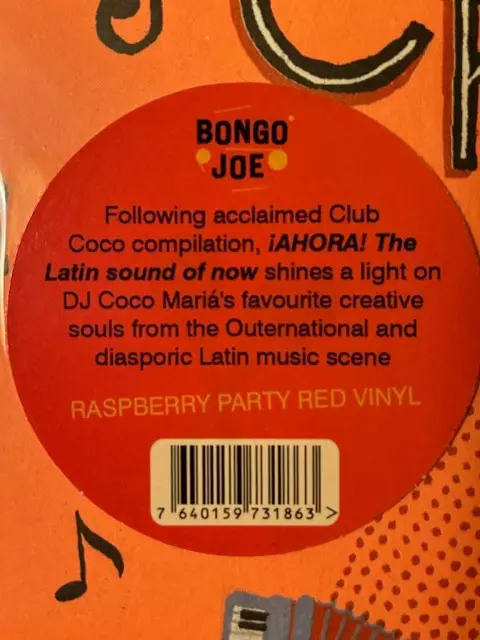 BONGO
JOE
Following acclaimed Club
Coco compilation, ¡AHORA! The
Latin sound of now shines a light on
DJ Coco Mariá's favourite creative
souls from the Outernational and
diasporic Latin music scene
RASPBERRY PARTY RED VINYL
7 640159 731863 >